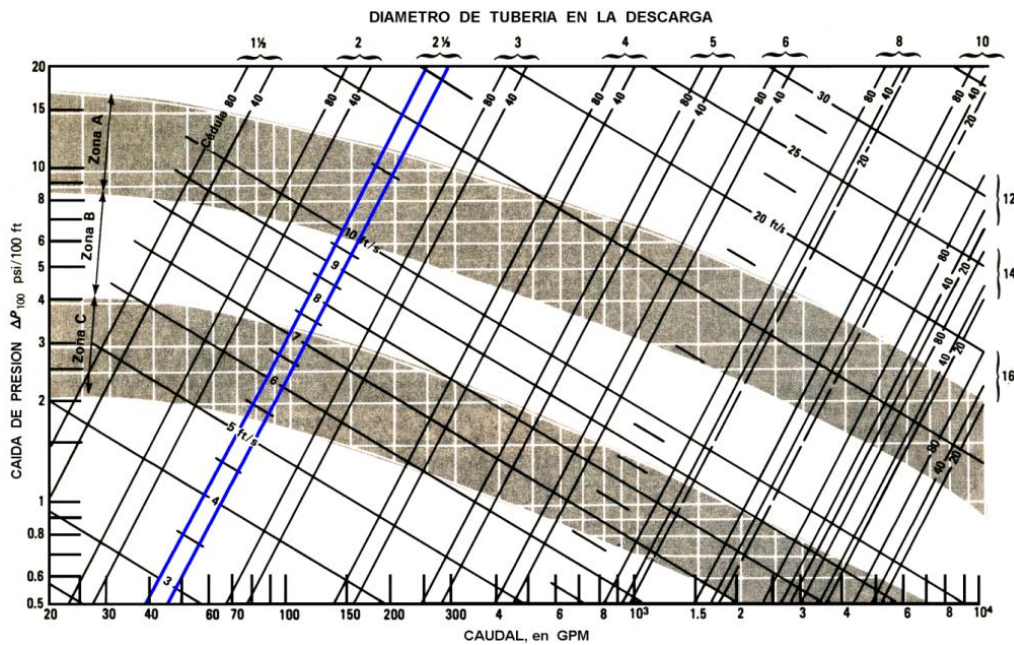 DIAMETRO DE TUBERIA EN LA DESCARGA
1½ 2 2½ 3 4 5 6 8 10
80 40 80 40 80 40 80 40 80 40 80 40 80 40 20 80 40 20
20
15
10
8
6
5
4
3
2
1
0.8
0.6
0.5
CAIDA DE PRESION ΔP100 psi/100 ft
Zona A
Zona B
Zona C
Cédula
30
25
20 ft/s
10 ft/s
9
8
7
6
5 ft/s
4
3
20
20
12
80 40 20
14
80 40 20
16
80 40 20
80 40 20
20 30 40 60 70 100 150 200 300 400 6 8 10³ 1.5 2 3 4 6 8 10⁴
CAUDAL, en GPM